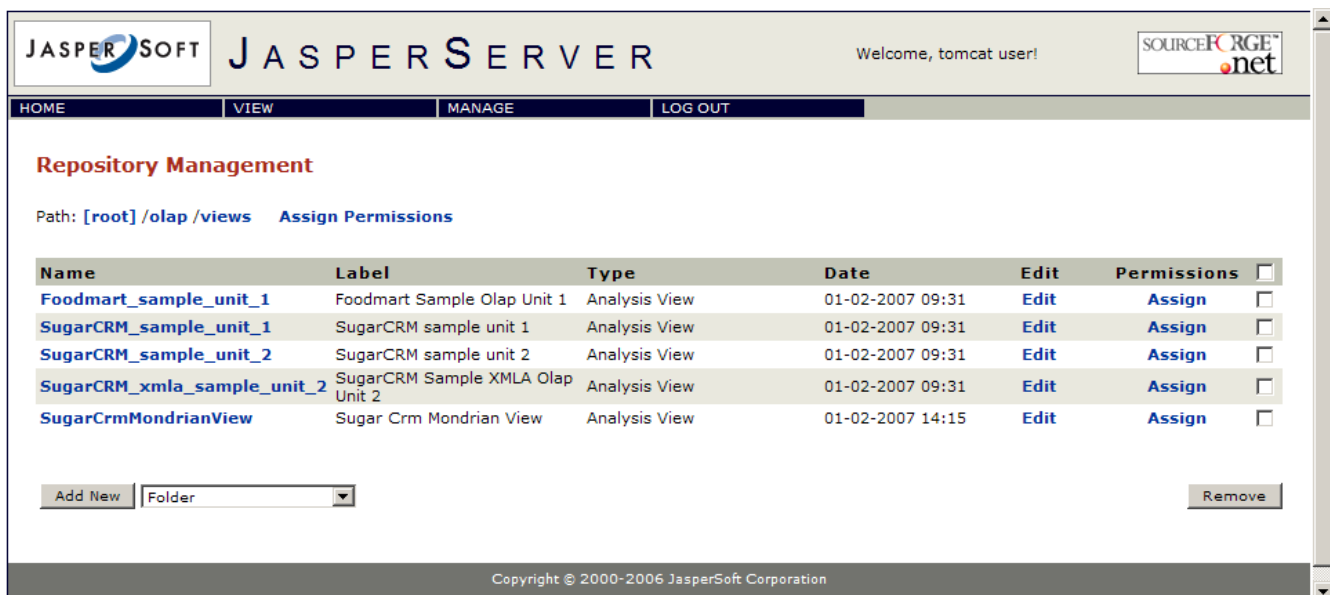 JASPERSOFT JASPERSERVER Welcome, tomcat user! SOURCEFORGE™
.net
HOME VIEW MANAGE LOG OUT
Repository Management
Path: [root] /olap /views Assign Permissions
Name Label Type Date Edit Permissions
Foodmart_sample_unit_1 Foodmart Sample Olap Unit 1 Analysis View 01-02-2007 09:31 Edit Assign
SugarCRM_sample_unit_1 SugarCRM sample unit 1 Analysis View 01-02-2007 09:31 Edit Assign
SugarCRM_sample_unit_2 SugarCRM sample unit 2 Analysis View 01-02-2007 09:31 Edit Assign
SugarCRM_xmla_sample_unit_2 SugarCRM Sample XMLA Olap Unit 2 Analysis View 01-02-2007 09:31 Edit Assign
SugarCrmMondrianView Sugar Crm Mondrian View Analysis View 01-02-2007 14:15 Edit Assign
Add New Folder Remove
Copyright © 2000-2006 JasperSoft Corporation